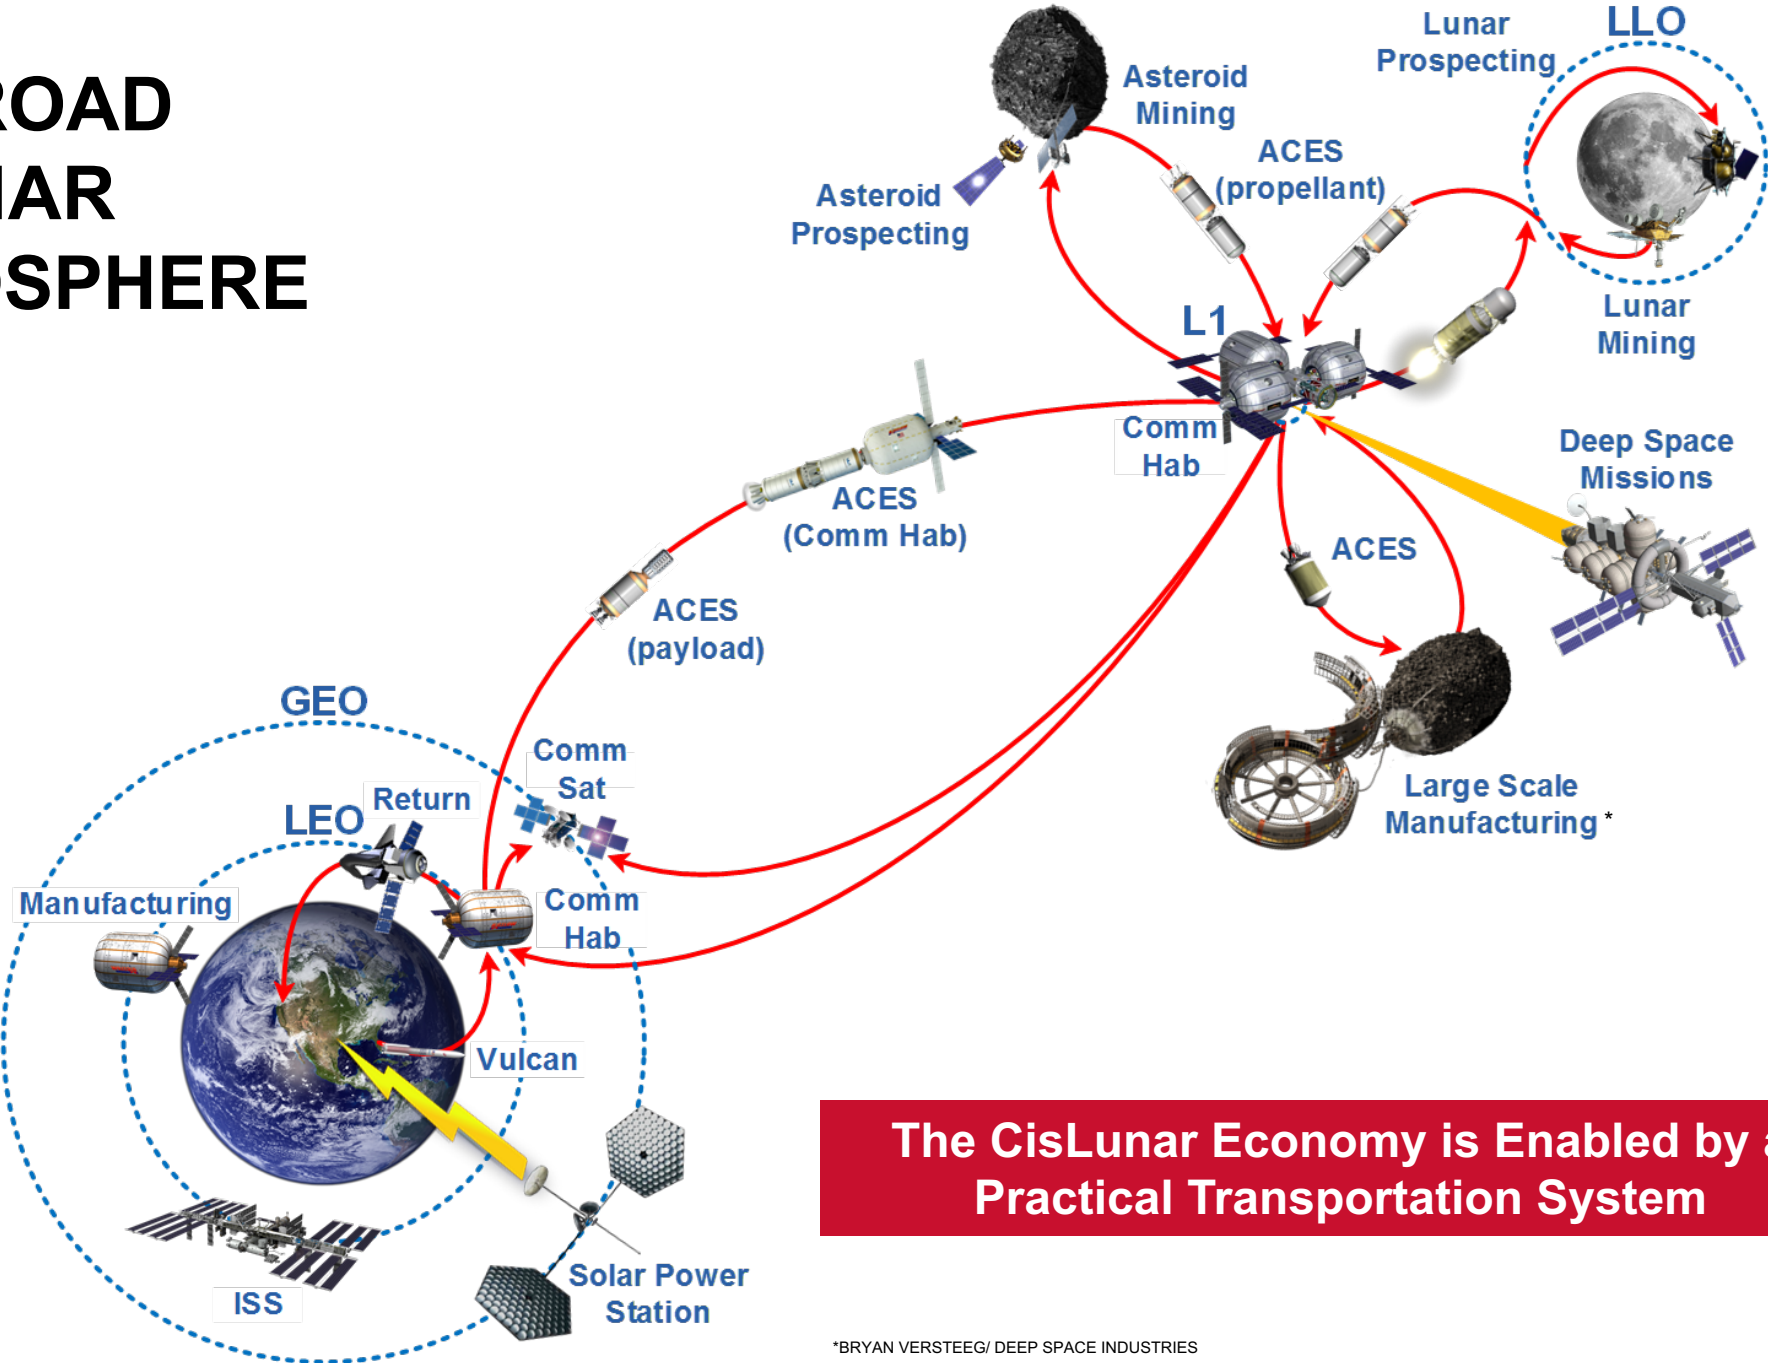 ROAD
NAR
OSPHERE
Asteroid
Mining
Lunar
Prospecting
LLO
ACES
(propellant)
Asteroid
Prospecting
L1
Lunar
Mining
Comm
Hab
Deep Space
Missions
ACES
(Comm Hab)
ACES
ACES
(payload)
GEO
Comm
Sat
LEO
Return
Large Scale
Manufacturing *
Manufacturing
Comm
Hab
Vulcan
The CisLunar Economy is Enabled by a
Practical Transportation System
Solar Power
Station
ISS
*BRYAN VERSTEEG/ DEEP SPACE INDUSTRIES